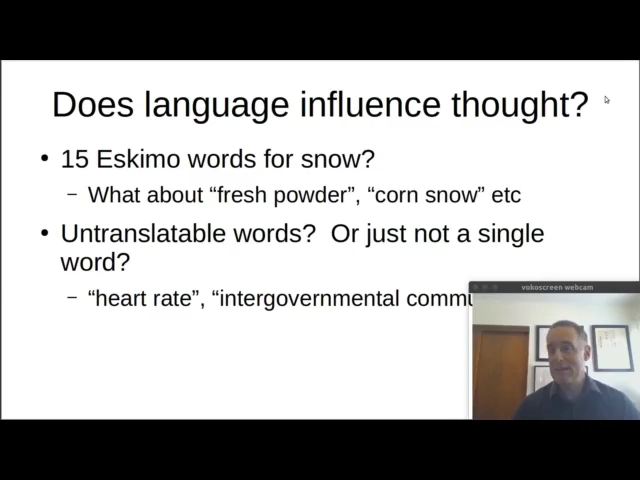 Does language influence thought?
• 15 Eskimo words for snow?
– What about “fresh powder”, “corn snow” etc
• Untranslatable words?  Or just not a single
word?
– “heart rate”, “intergovernmental
vokoscreen webcam